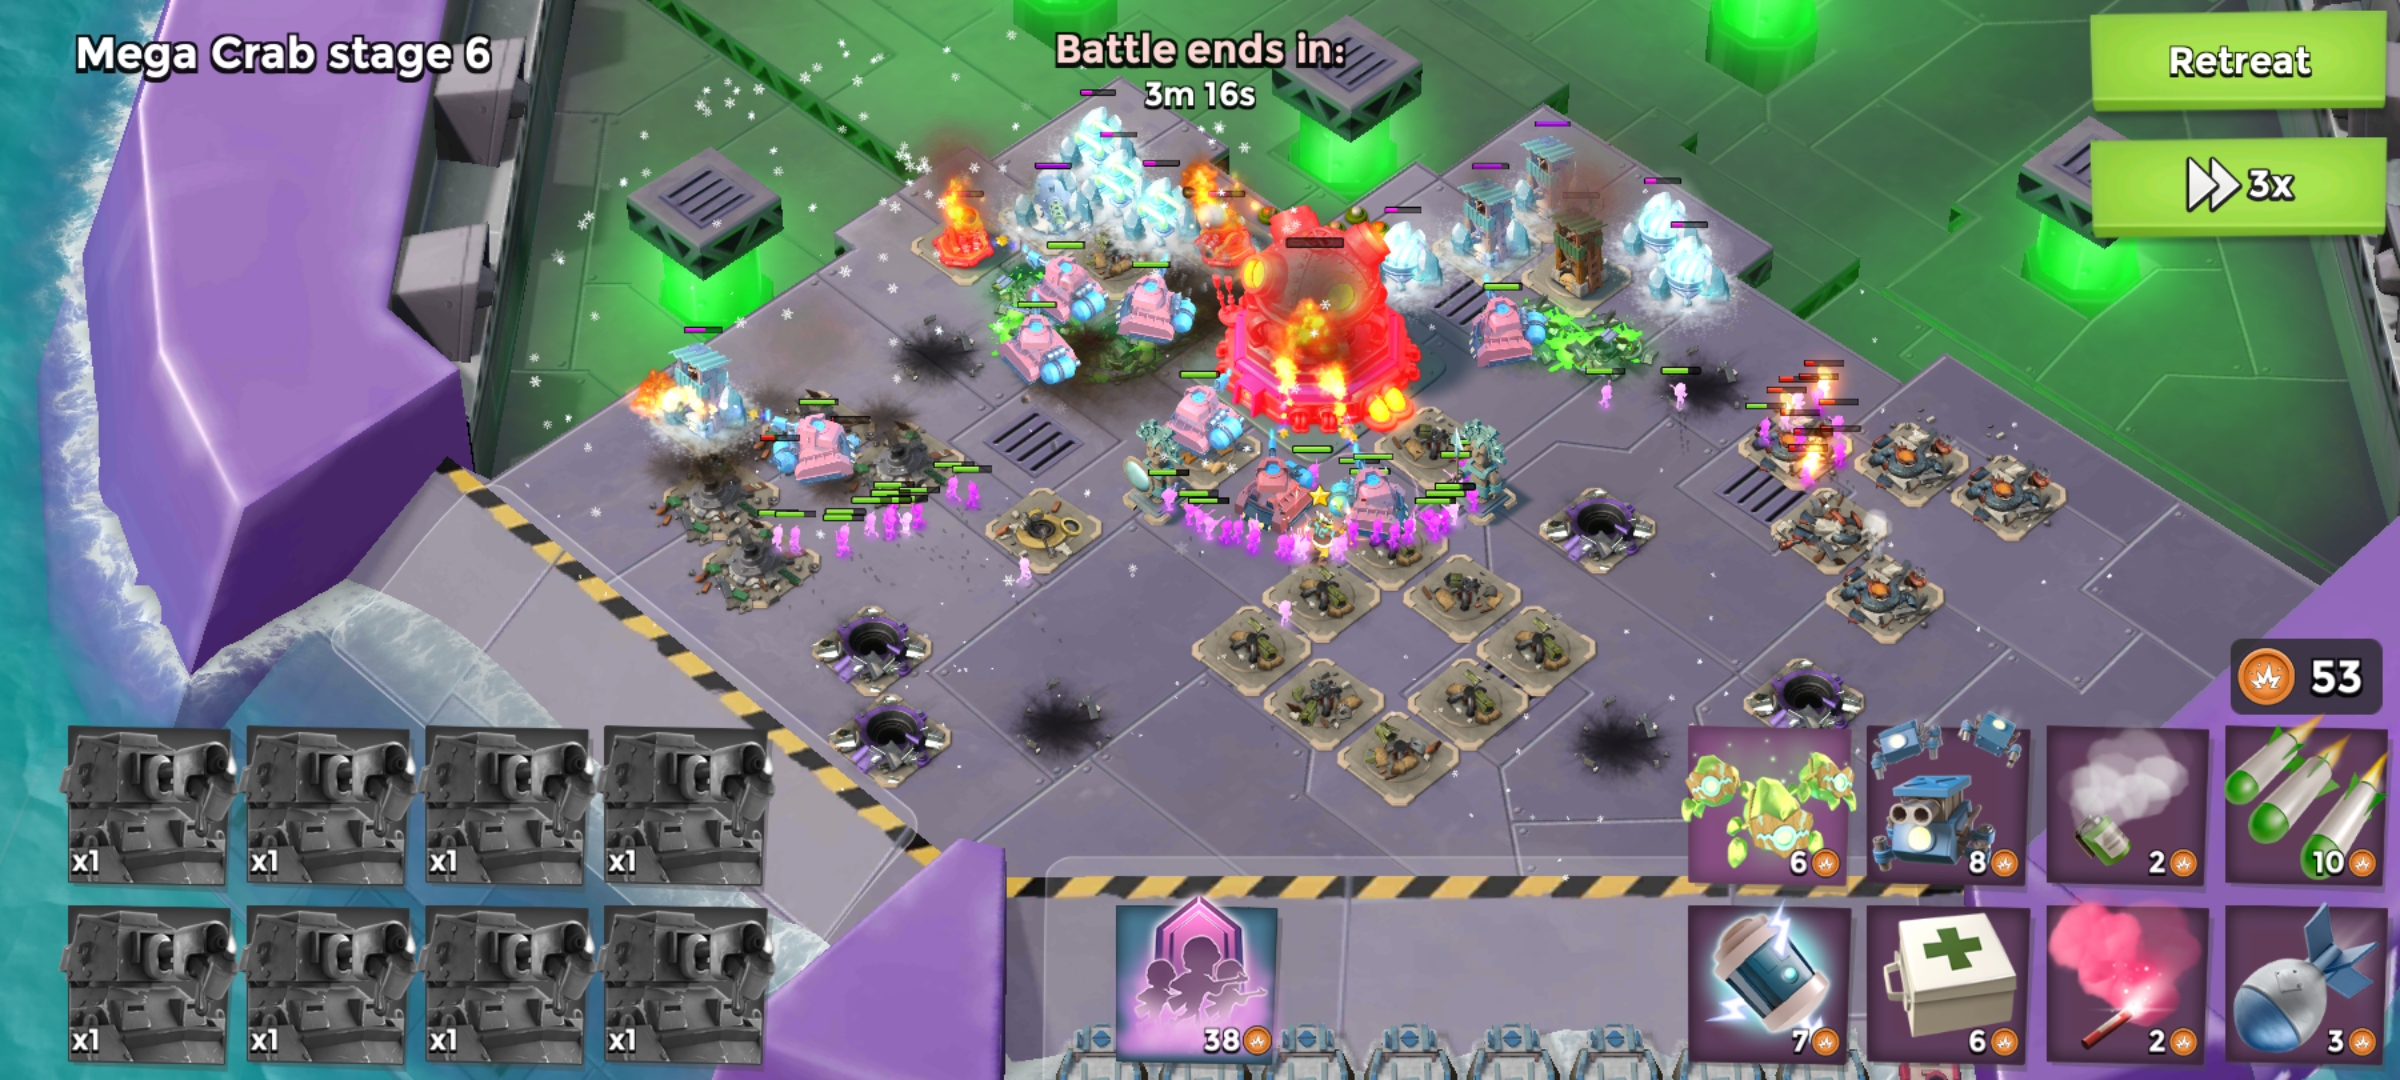 Mega Crab stage 6
Battle ends in:
3m 16s
Retreat
3x
53
x1
x1
x1
x1
6
8
2
10
x1
x1
x1
x1
38
7
6
2
3